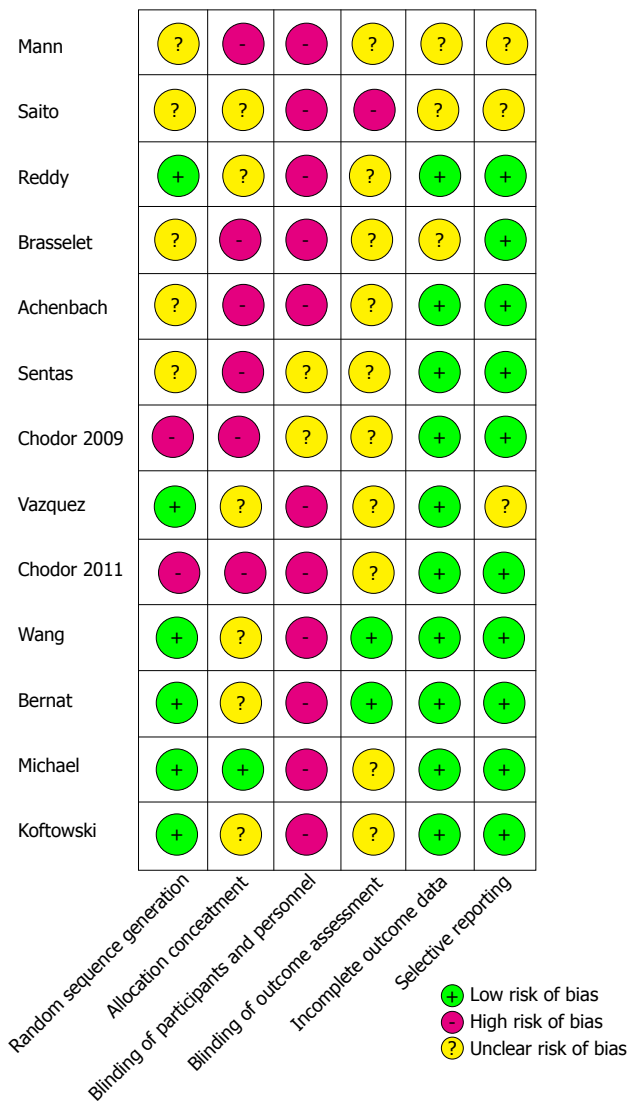 Mann ? - - ? ? ?
Saito ? ? - - ? ?
Reddy + ? - ? + +
Brasselet ? - - ? ? +
Achenbach ? - - ? + +
Sentas ? - ? ? + +
Chodor 2009 - - ? ? + +
Vazquez + ? - ? + ?
Chodor 2011 - - - ? + +
Wang + ? - + + +
Bernat + ? - + + +
Michael + + - ? + +
Koftowski + ? - ? + +
Random sequence generation
Allocation conceatment
Blinding of participants and personnel
Blinding of outcome assessment
Incomplete outcome data
Selective reporting
+ Low risk of bias
- High risk of bias
? Unclear risk of bias